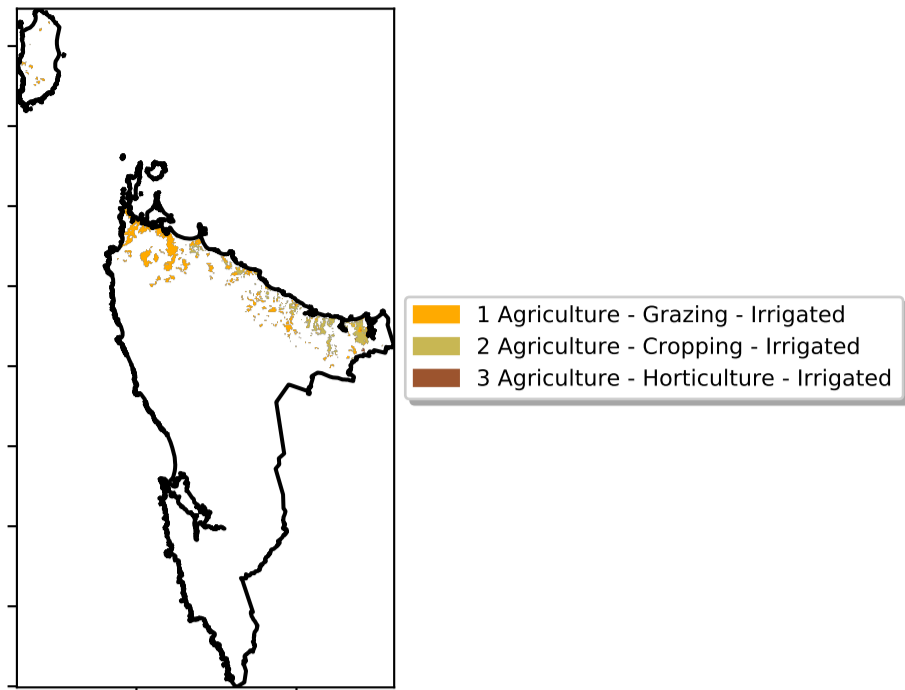 1 Agriculture - Grazing - Irrigated
2 Agriculture - Cropping - Irrigated
3 Agriculture - Horticulture - Irrigated